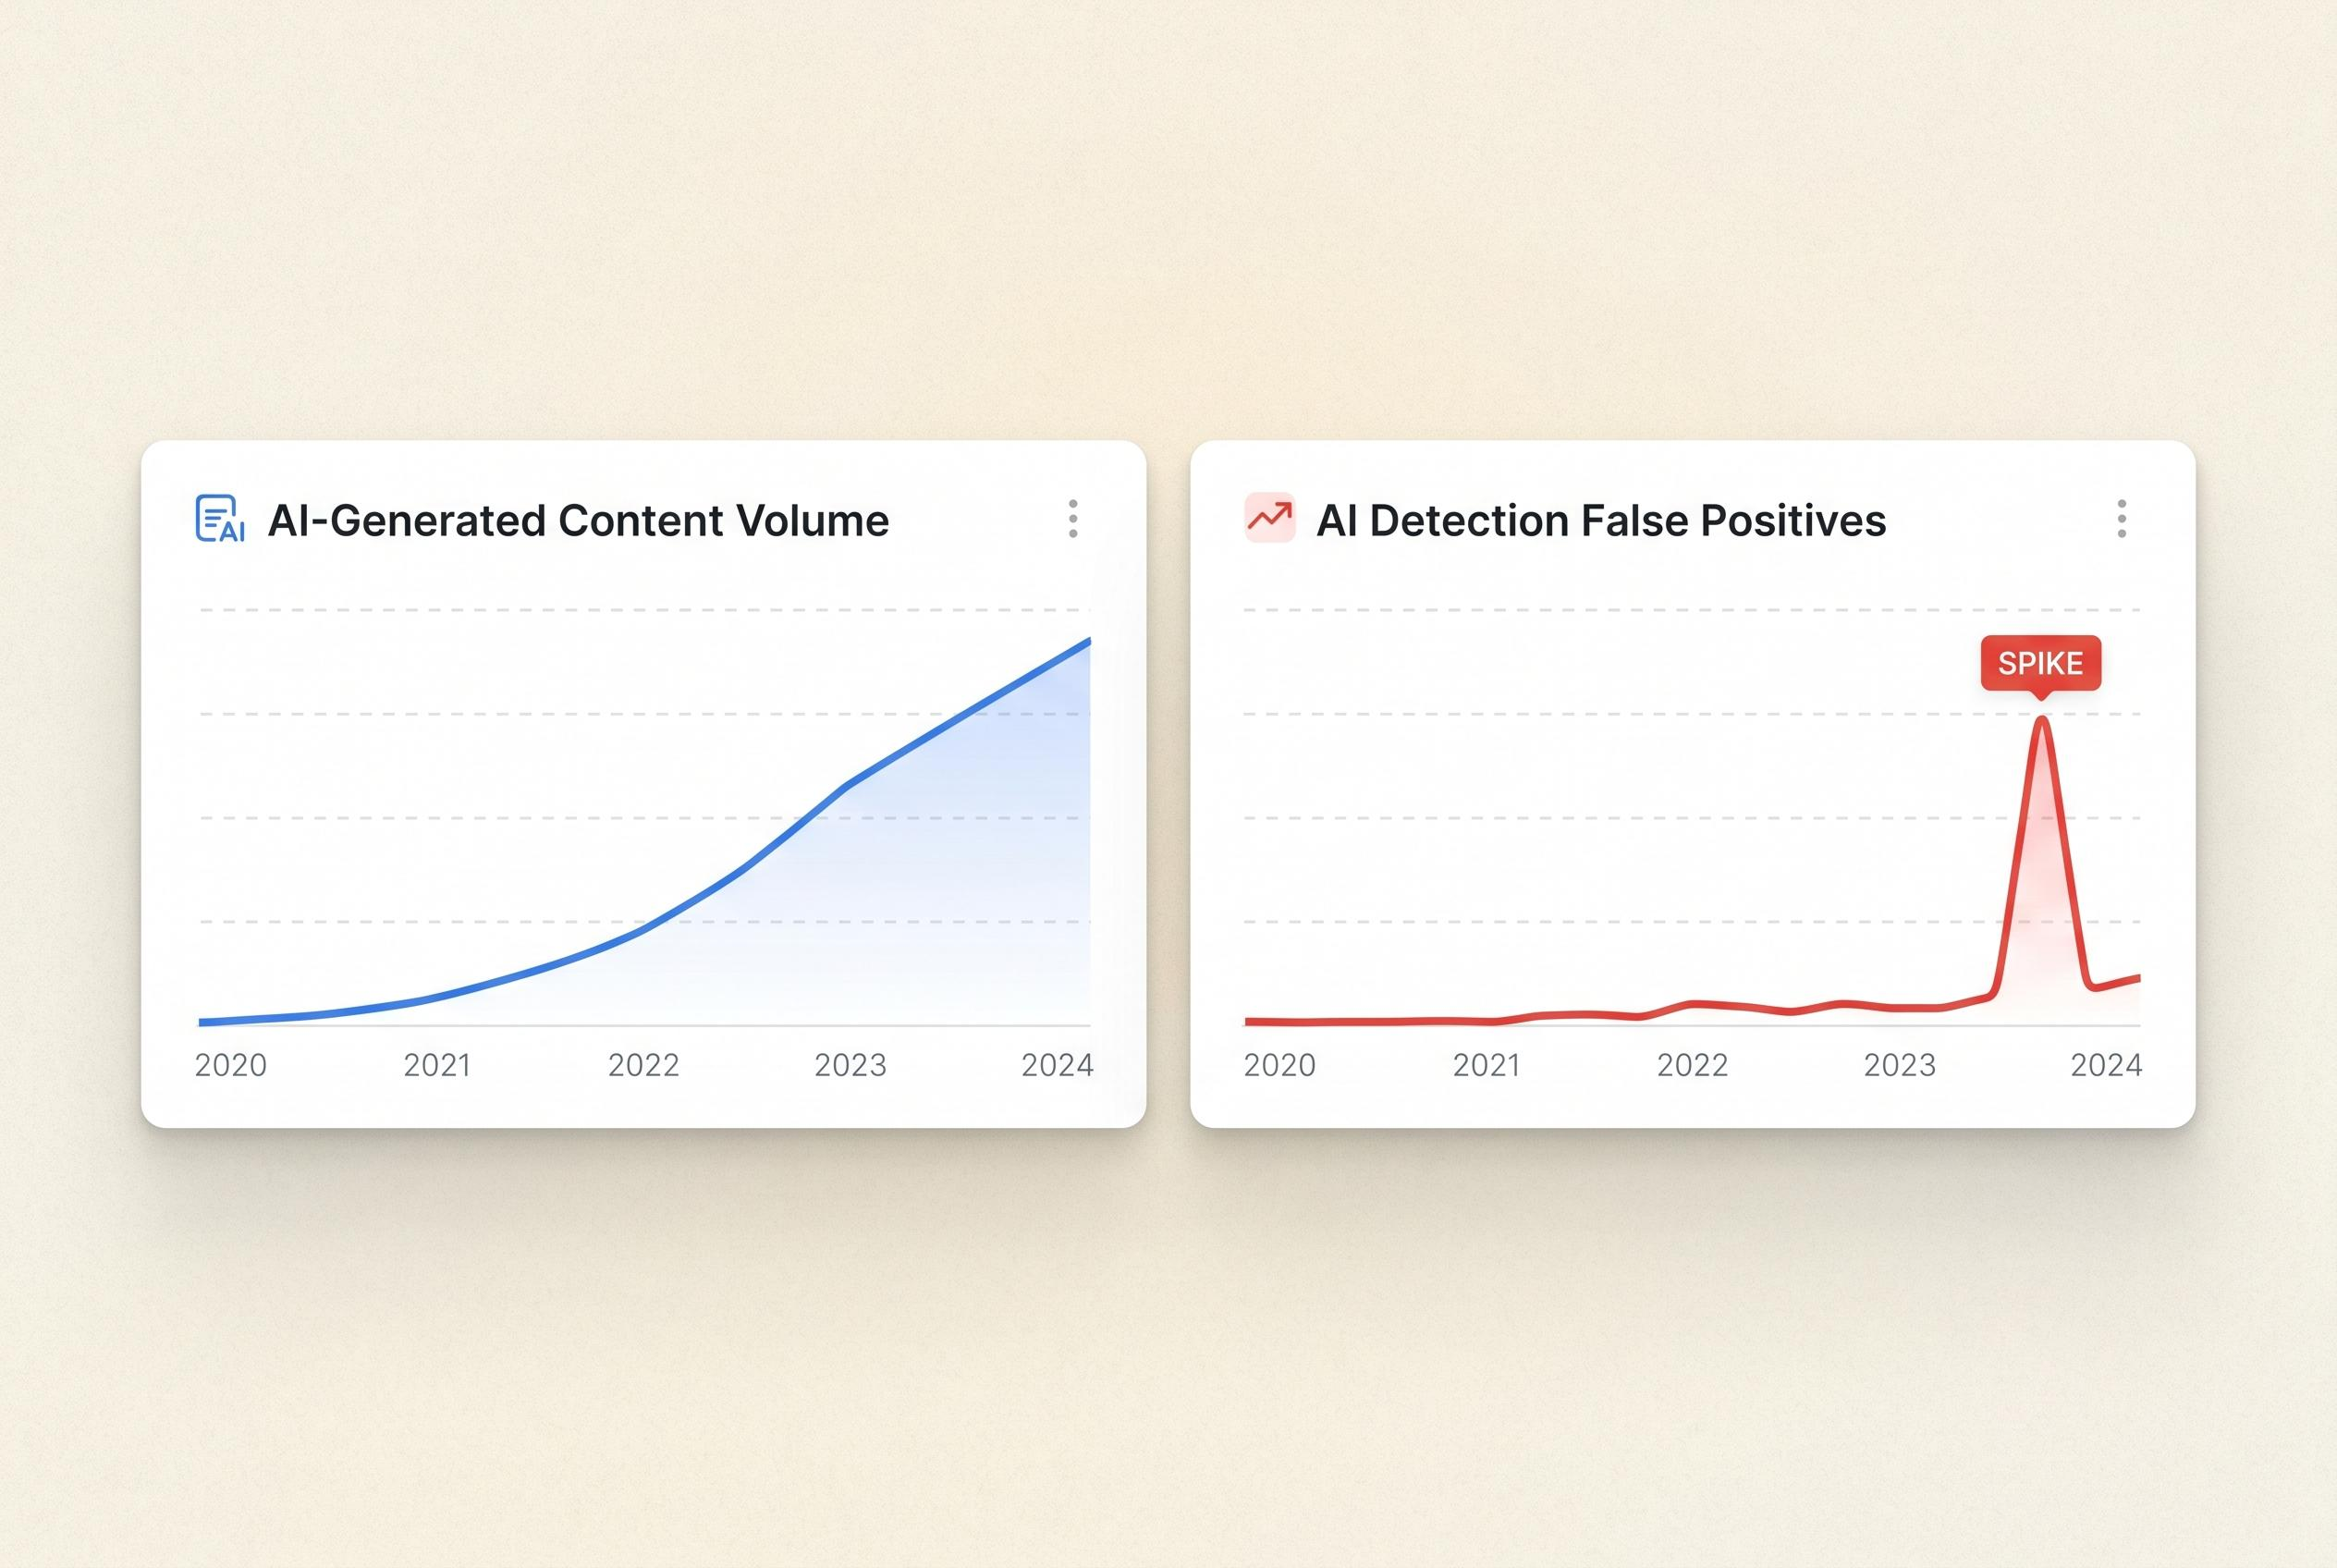 AI
AI-Generated Content Volume
2020 2021 2022 2023 2024
AI Detection False Positives
SPIKE
2020 2021 2022 2023 2024